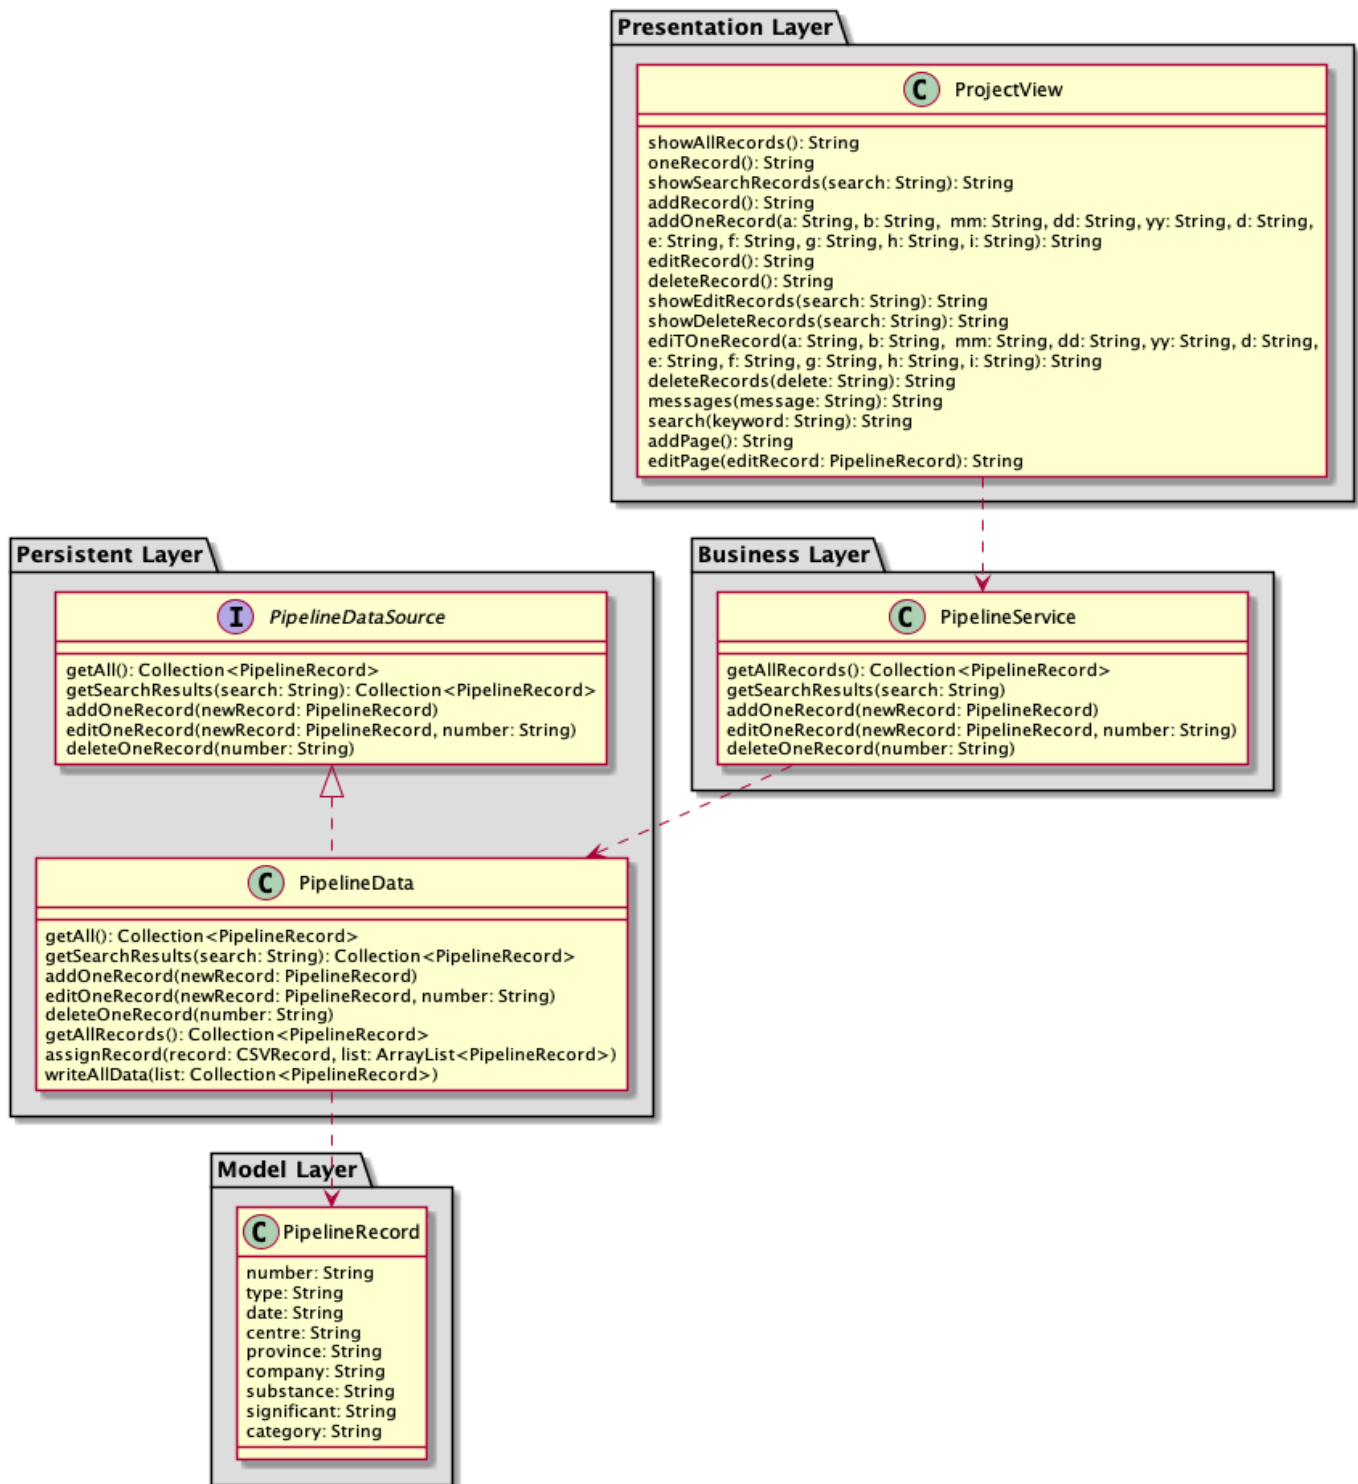 Presentation Layer
C ProjectView
showAllRecords(): String
oneRecord(): String
showSearchRecords(search: String): String
addRecord(): String
addOneRecord(a: String, b: String,  mm: String, dd: String, yy: String, d: String,
e: String, f: String, g: String, h: String, i: String): String
editRecord(): String
deleteRecord(): String
showEditRecords(search: String): String
showDeleteRecords(search: String): String
ediTOneRecord(a: String, b: String,  mm: String, dd: String, yy: String, d: String,
e: String, f: String, g: String, h: String, i: String): String
deleteRecords(delete: String): String
messages(message: String): String
search(keyword: String): String
addPage(): String
editPage(editRecord: PipelineRecord): String
Persistent Layer
I PipelineDataSource
getAll(): Collection<PipelineRecord>
getSearchResults(search: String): Collection<PipelineRecord>
addOneRecord(newRecord: PipelineRecord)
editOneRecord(newRecord: PipelineRecord, number: String)
deleteOneRecord(number: String)
Business Layer
C PipelineService
getAllRecords(): Collection<PipelineRecord>
getSearchResults(search: String)
addOneRecord(newRecord: PipelineRecord)
editOneRecord(newRecord: PipelineRecord, number: String)
deleteOneRecord(number: String)
C PipelineData
getAll(): Collection<PipelineRecord>
getSearchResults(search: String): Collection<PipelineRecord>
addOneRecord(newRecord: PipelineRecord)
editOneRecord(newRecord: PipelineRecord, number: String)
deleteOneRecord(number: String)
getAllRecords(): Collection<PipelineRecord>
assignRecord(record: CSVRecord, list: ArrayList<PipelineRecord>)
writeAllData(list: Collection<PipelineRecord>)
Model Layer
C PipelineRecord
number: String
type: String
date: String
centre: String
province: String
company: String
substance: String
significant: String
category: String